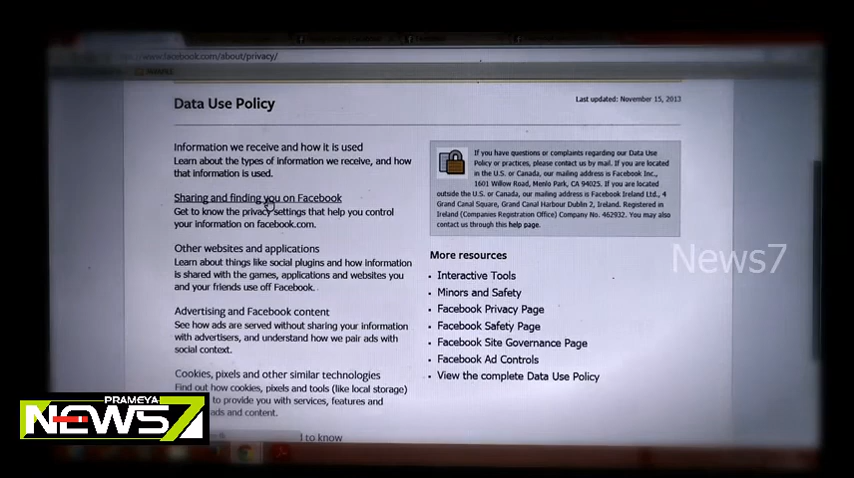 www.facebook.com/about/privacy/
Data Use Policy
Last updated: November 15, 2013
Information we receive and how it is used
Learn about the types of information we receive, and how
that information is used.
Sharing and finding you on Facebook
Get to know the privacy settings that help you control
your information on facebook.com.
Other websites and applications
Learn about things like social plugins and how information
is shared with the games, applications and websites you
and your friends use off Facebook.
Advertising and Facebook content
See how ads are served without sharing your information
with advertisers, and understand how we pair ads with
social context.
Cookies, pixels and other similar technologies
Find out how cookies, pixels and tools (like local storage)
to provide you with services, features and
ads and content.
to know
If you have questions or complaints regarding our Data Use
Policy or practices, please contact us by mail. If you are located
in the U.S. or Canada, our mailing address is Facebook Inc.,
1601 Willow Road, Menlo Park, CA 94025. If you are located
outside the U.S. or Canada, our mailing address is Facebook Ireland Ltd., 4
Grand Canal Square, Grand Canal Harbour Dublin 2, Ireland. Registered in
Ireland (Companies Registration Office) Company No. 462932. You may also
contact us through this help page.
More resources
Interactive Tools
Minors and Safety
Facebook Privacy Page
Facebook Safety Page
Facebook Site Governance Page
Facebook Ad Controls
View the complete Data Use Policy
News7
PRAMEYA
NEWS7